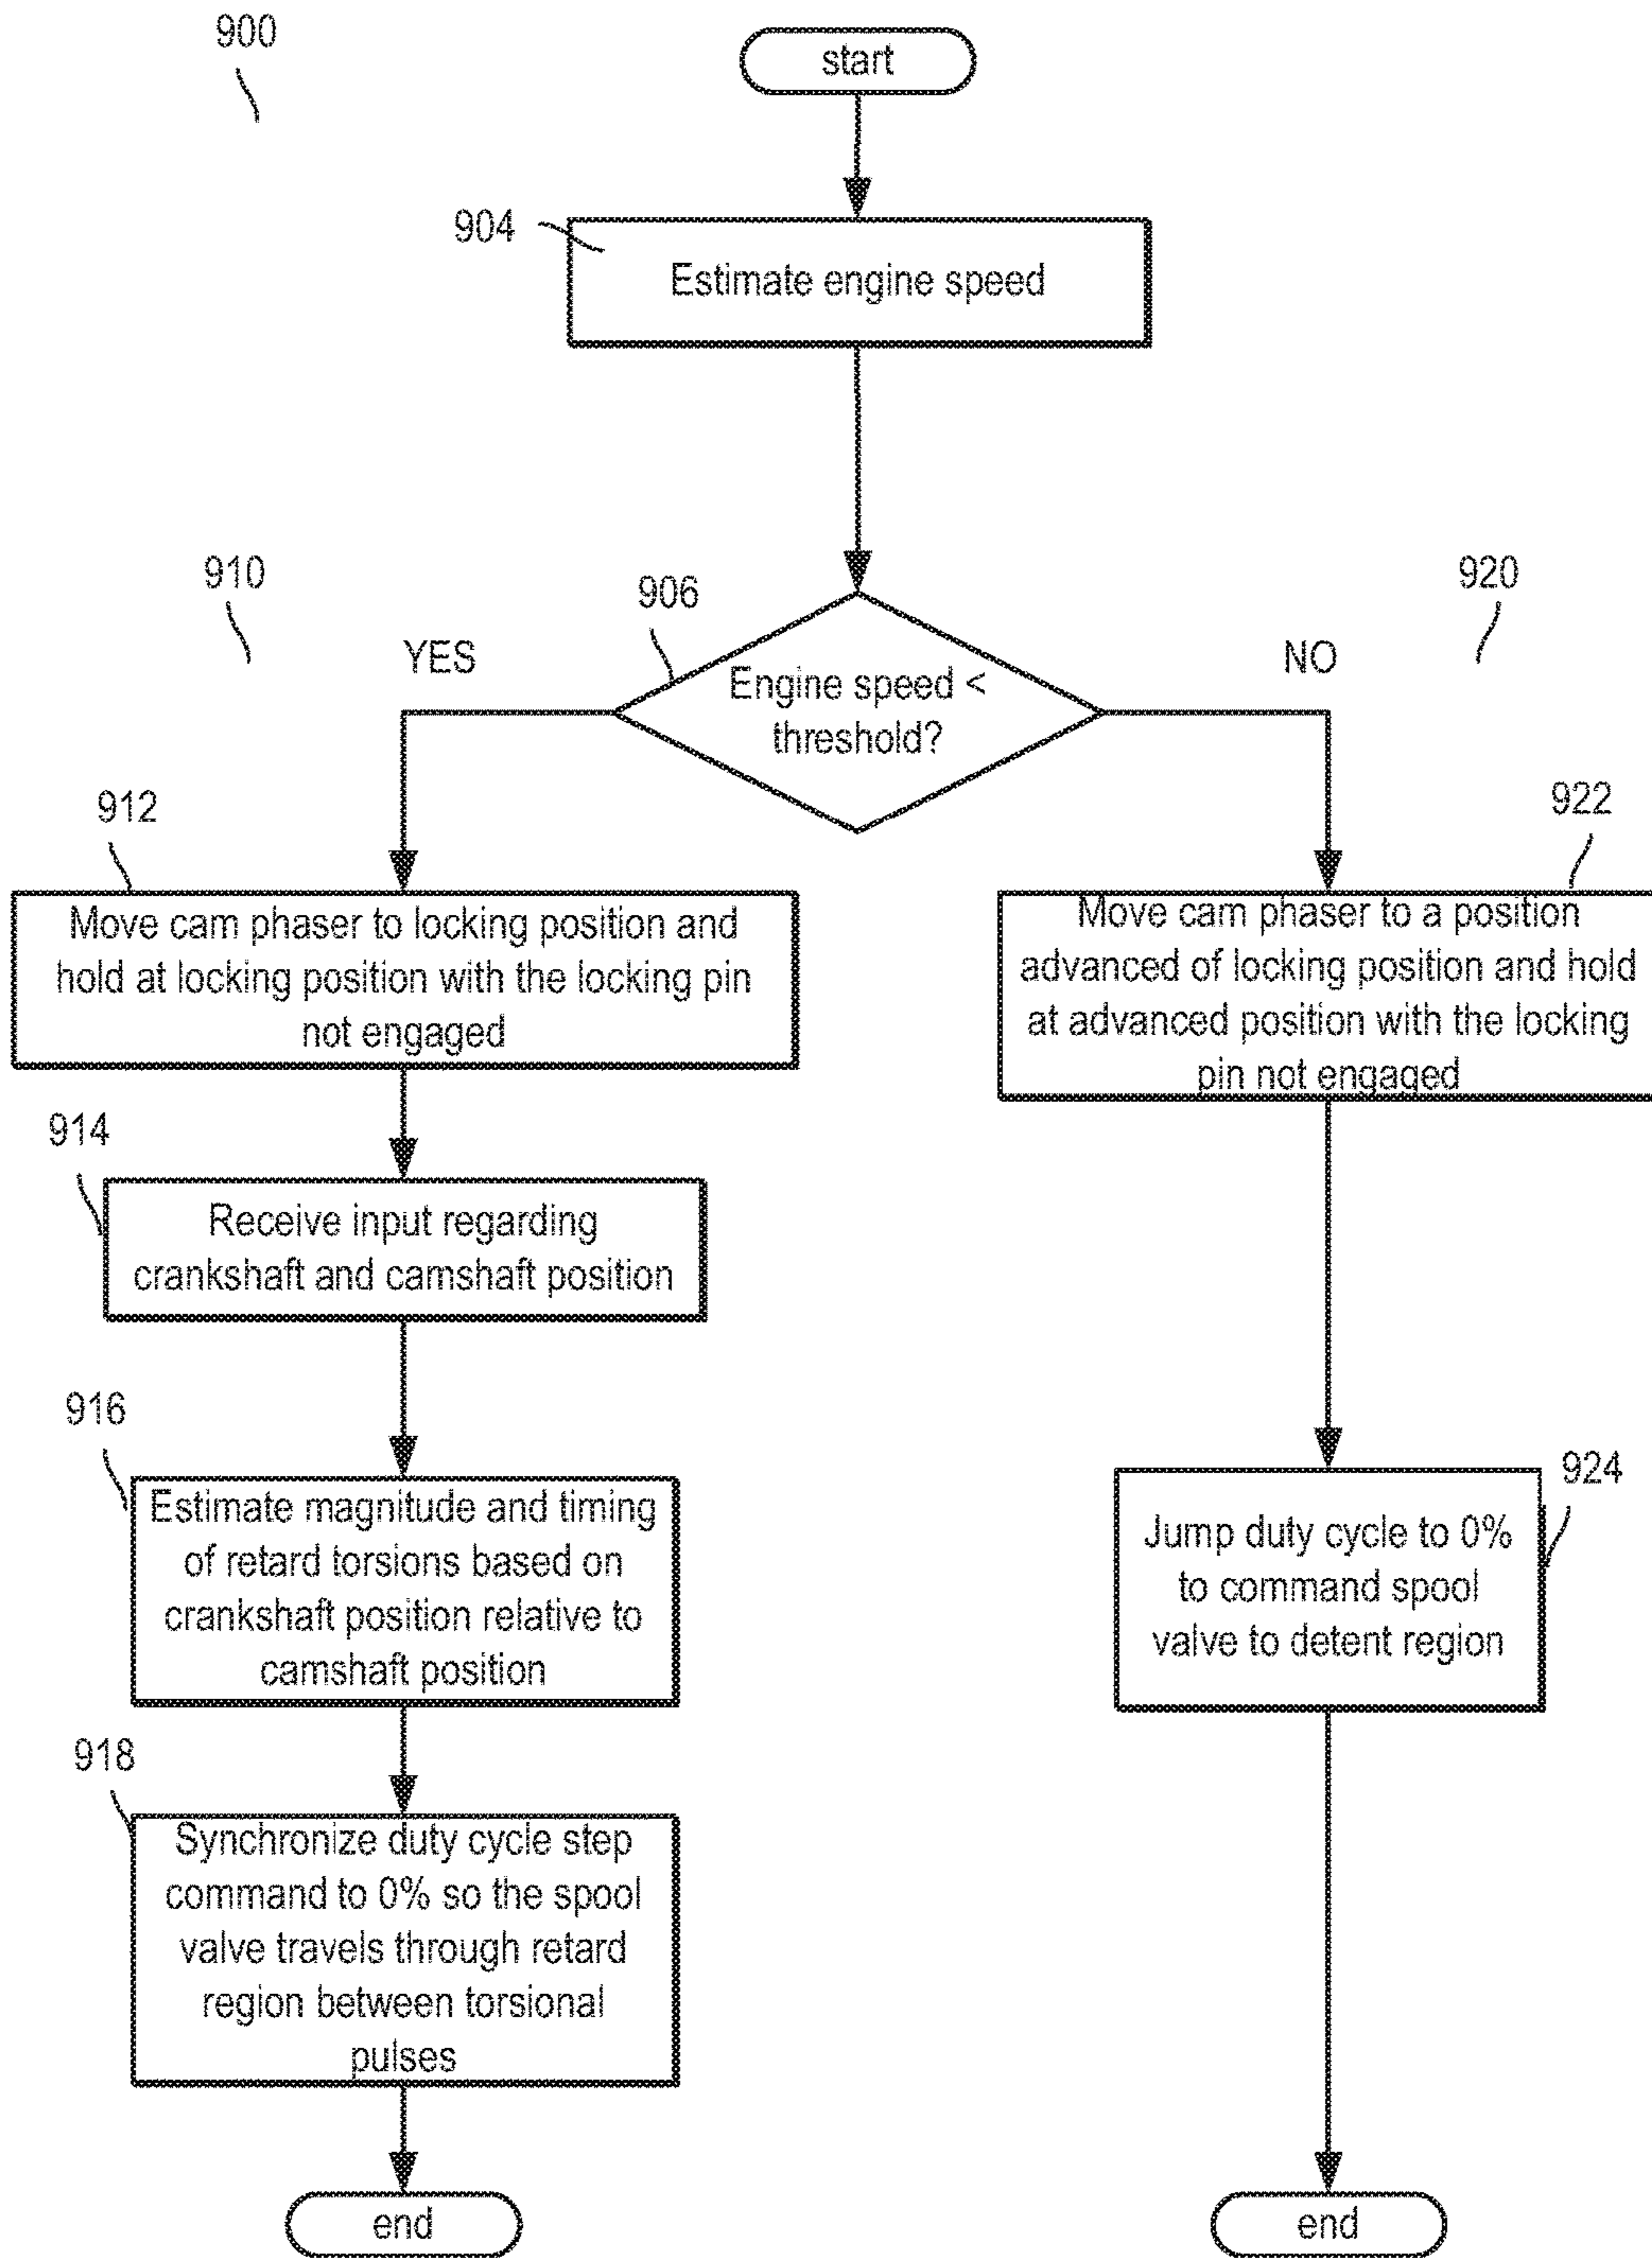 900
start
904
Estimate engine speed
910
920
906
YES
NO
Engine speed <
threshold?
912
922
Move cam phaser to locking position and
hold at locking position with the locking pin
not engaged
Move cam phaser to a position
advanced of locking position and hold
at advanced position with the locking
pin not engaged
914
Receive input regarding
crankshaft and camshaft position
916
Estimate magnitude and timing
of retard torsions based on
crankshaft position relative to
camshaft position
924
Jump duty cycle to 0%
to command spool
valve to detent region
918
Synchronize duty cycle step
command to 0% so the spool
valve travels through retard
region between torsional
pulses
end
end